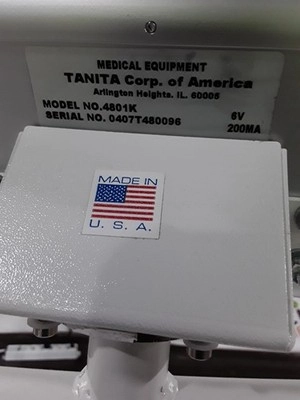 MEDICAL EQUIPMENT
TANITA Corp. of America
Arlington Heights. IL. 60005
MODEL NO.4801K 6V
SERIAL NO. 0407T480096 200MA
MADE IN
U. S. A.